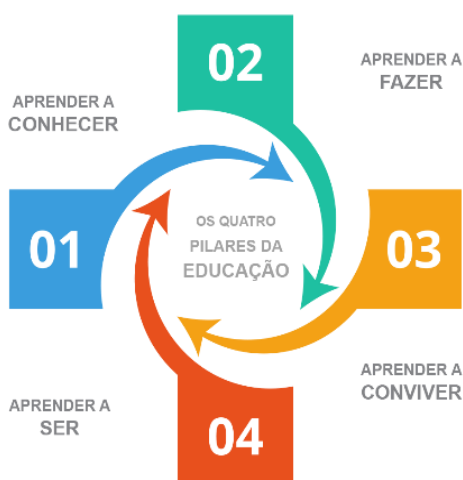 02
APRENDER A
FAZER
APRENDER A
CONHECER
01
OS QUATRO
PILARES DA
EDUCAÇÃO
03
APRENDER A
CONVIVER
APRENDER A
SER
04